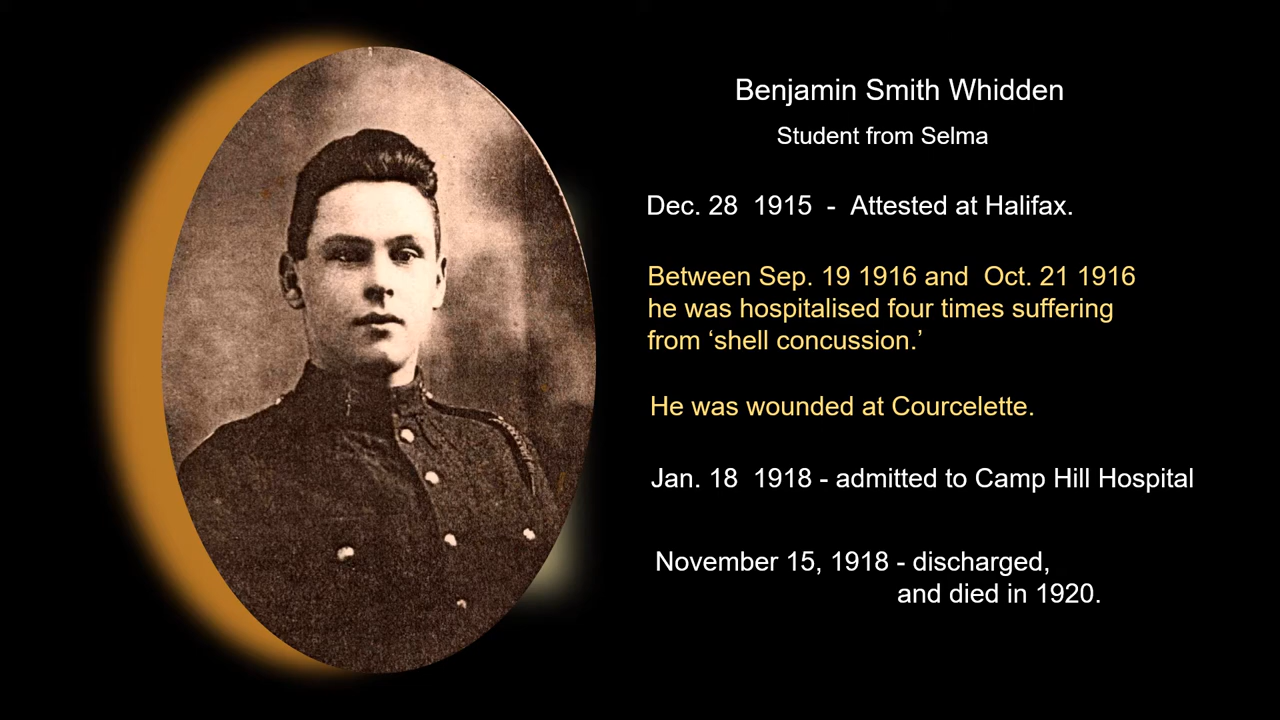 Benjamin Smith Whidden
Student from Selma
Dec. 28  1915  -  Attested at Halifax.
Between Sep. 19 1916 and  Oct. 21 1916
he was hospitalised four times suffering
from ‘shell concussion.’
He was wounded at Courcelette.
Jan. 18  1918 - admitted to Camp Hill Hospital
November 15, 1918 - discharged,
and died in 1920.